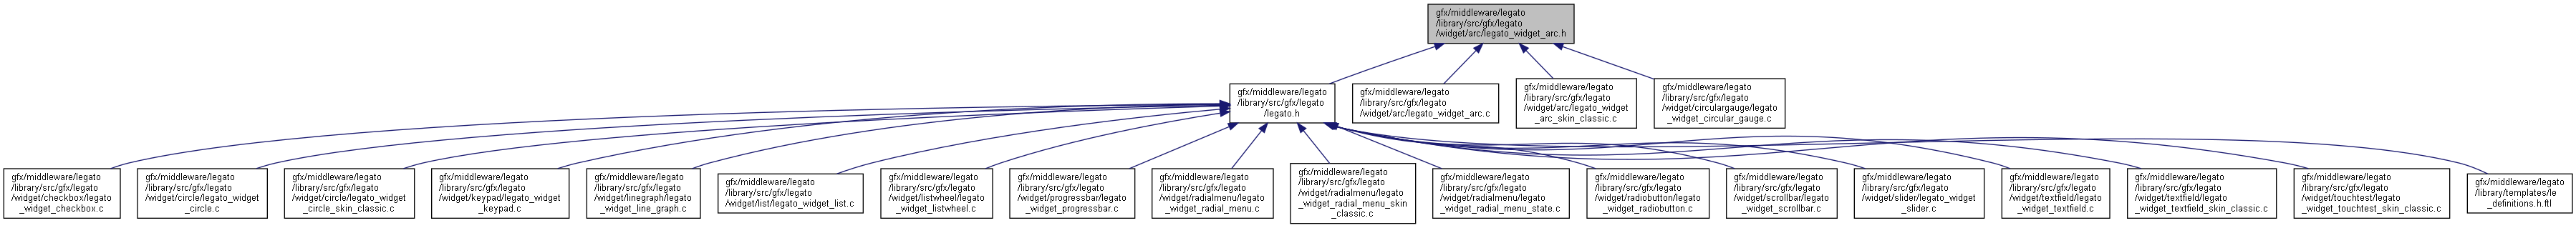 gfx/middleware/legato
/library/src/gfx/legato
/widget/arc/legato_widget_arc.h
gfx/middleware/legato
/library/src/gfx/legato
/legato.h
gfx/middleware/legato
/library/src/gfx/legato
/widget/arc/legato_widget_arc.c
gfx/middleware/legato
/library/src/gfx/legato
/widget/arc/legato_widget
_arc_skin_classic.c
gfx/middleware/legato
/library/src/gfx/legato
/widget/circulargauge/legato
_widget_circular_gauge.c
gfx/middleware/legato
/library/src/gfx/legato
/widget/checkbox/legato
_widget_checkbox.c
gfx/middleware/legato
/library/src/gfx/legato
/widget/circle/legato_widget
_circle.c
gfx/middleware/legato
/library/src/gfx/legato
/widget/circle/legato_widget
_circle_skin_classic.c
gfx/middleware/legato
/library/src/gfx/legato
/widget/keypad/legato_widget
_keypad.c
gfx/middleware/legato
/library/src/gfx/legato
/widget/linegraph/legato
_widget_line_graph.c
gfx/middleware/legato
/library/src/gfx/legato
/widget/list/legato_widget_list.c
gfx/middleware/legato
/library/src/gfx/legato
/widget/listwheel/legato
_widget_listwheel.c
gfx/middleware/legato
/library/src/gfx/legato
/widget/progressbar/legato
_widget_progressbar.c
gfx/middleware/legato
/library/src/gfx/legato
/widget/radialmenu/legato
_widget_radial_menu.c
gfx/middleware/legato
/library/src/gfx/legato
/widget/radialmenu/legato
_widget_radial_menu_skin
_classic.c
gfx/middleware/legato
/library/src/gfx/legato
/widget/radialmenu/legato
_widget_radial_menu_state.c
gfx/middleware/legato
/library/src/gfx/legato
/widget/radiobutton/legato
_widget_radiobutton.c
gfx/middleware/legato
/library/src/gfx/legato
/widget/scrollbar/legato
_widget_scrollbar.c
gfx/middleware/legato
/library/src/gfx/legato
/widget/slider/legato_widget
_slider.c
gfx/middleware/legato
/library/src/gfx/legato
/widget/textfield/legato
_widget_textfield.c
gfx/middleware/legato
/library/src/gfx/legato
/widget/textfield/legato
_widget_textfield_skin_classic.c
gfx/middleware/legato
/library/src/gfx/legato
/widget/touchtest/legato
_widget_touchtest_skin_classic.c
gfx/middleware/legato
/library/templates/le
_definitions.h.ftl